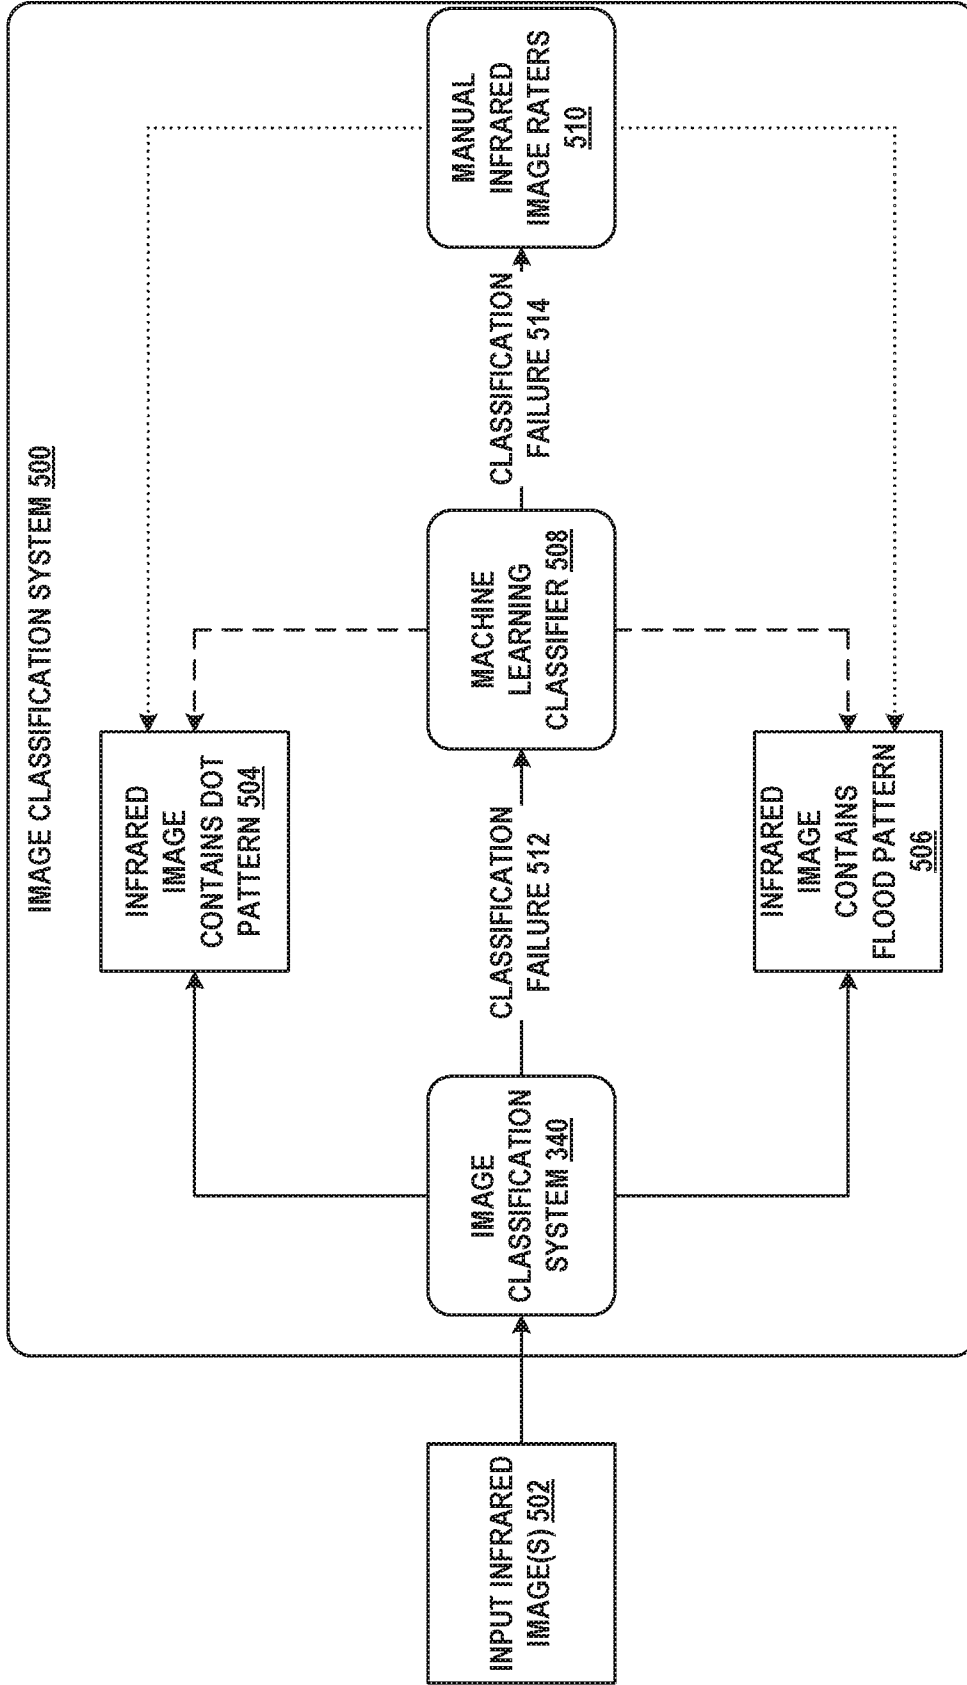 IMAGE CLASSIFICATION SYSTEM 500
INPUT INFRARED
IMAGE(S) 502
IMAGE
CLASSIFICATION
SYSTEM 340
INFRARED
IMAGE
CONTAINS DOT
PATTERN 504
CLASSIFICATION
FAILURE 512
INFRARED
IMAGE
CONTAINS
FLOOD PATTERN
506
MACHINE
LEARNING
CLASSIFIER 508
CLASSIFICATION
FAILURE 514
MANUAL
INFRARED
IMAGE RATERS
510